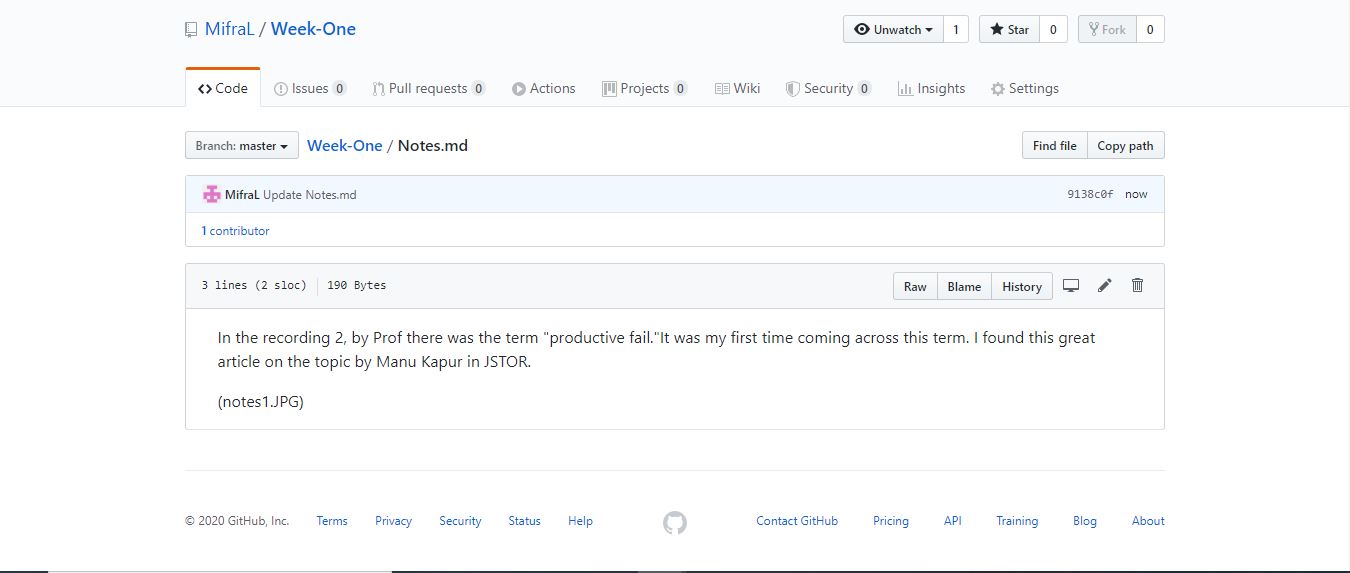 MifraL / Week-One
Unwatch 1 Star 0 Fork 0
Code Issues 0 Pull requests 0 Actions Projects 0 Wiki Security 0 Insights Settings
Branch: master Week-One / Notes.md Find file Copy path
MifraL Update Notes.md 9138c0f now
1 contributor
3 lines (2 sloc) 190 Bytes Raw Blame History
In the recording 2, by Prof there was the term "productive fail."It was my first time coming across this term. I found this great
article on the topic by Manu Kapur in JSTOR.
(notes1.JPG)
© 2020 GitHub, Inc. Terms Privacy Security Status Help Contact GitHub Pricing API Training Blog About